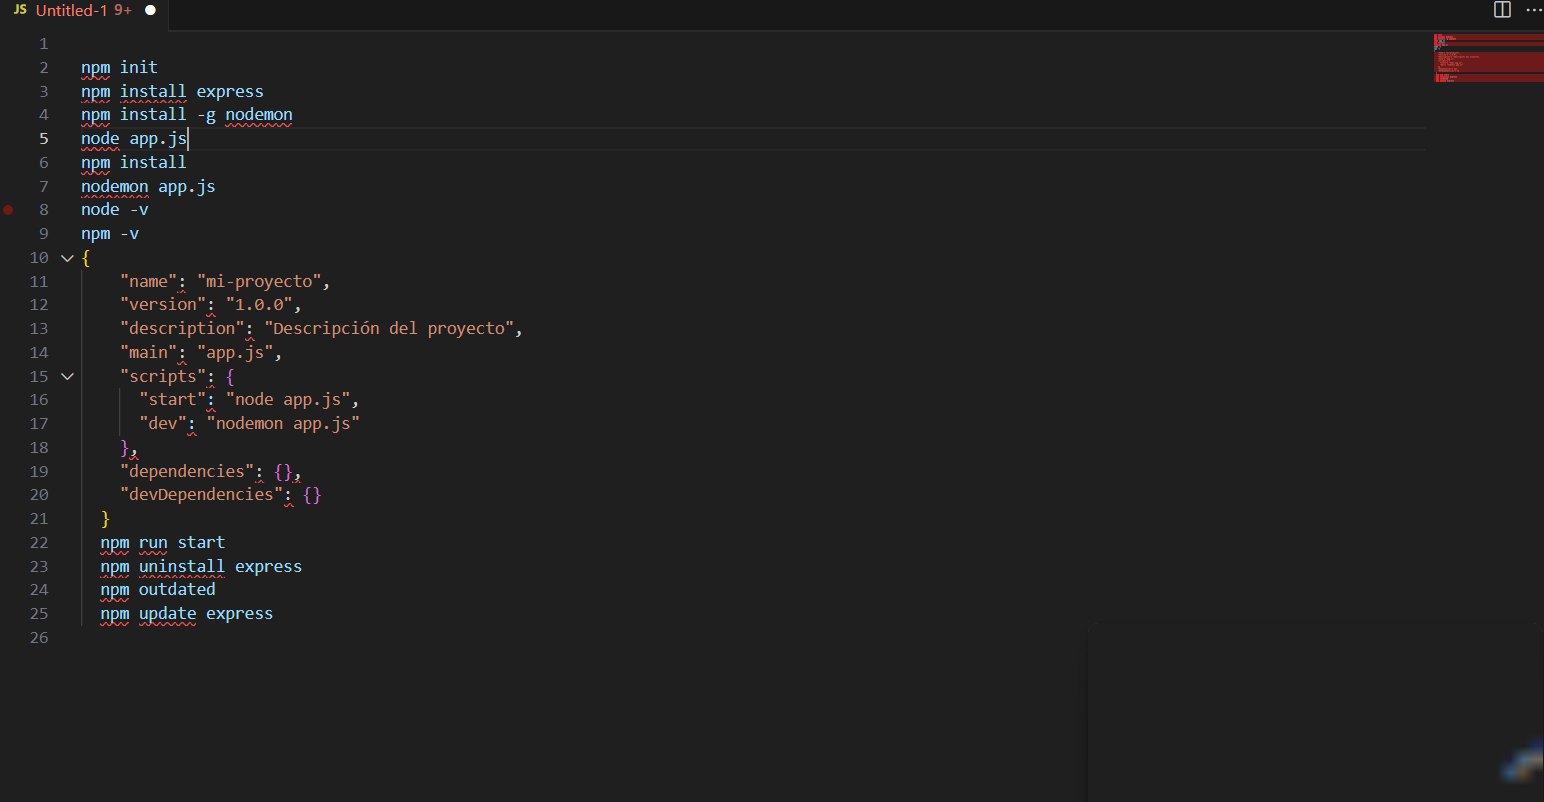 JS Untitled-1 9+
1
2 npm init
3 npm install express
4 npm install -g nodemon
5 node app.js
6 npm install
7 nodemon app.js
8 node -v
9 npm -v
10 {
11 "name": "mi-proyecto",
12 "version": "1.0.0",
13 "description": "Descripción del proyecto",
14 "main": "app.js",
15 "scripts": {
16 "start": "node app.js",
17 "dev": "nodemon app.js"
18 },
19 "dependencies": {},
20 "devDependencies": {}
21 }
22 npm run start
23 npm uninstall express
24 npm outdated
25 npm update express
26